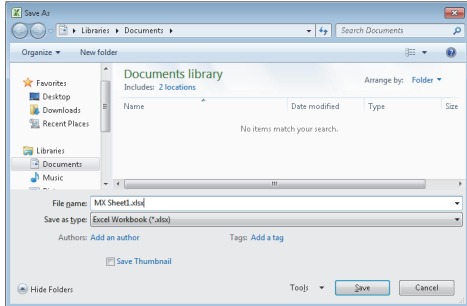 Save As
Libraries ▸ Documents ▸
Search Documents
Organize ▾ New folder
Favorites
Desktop
Downloads
Recent Places
Libraries
Documents
Music
Documents library
Includes: 2 locations
Arrange by: Folder ▾
Name Date modified Type Size
No items match your search.
File name: MX Sheet1.xlsx
Save as type: Excel Workbook (*.xlsx)
Authors: Add an author Tags: Add a tag
Save Thumbnail
Hide Folders Tools ▾ Save Cancel